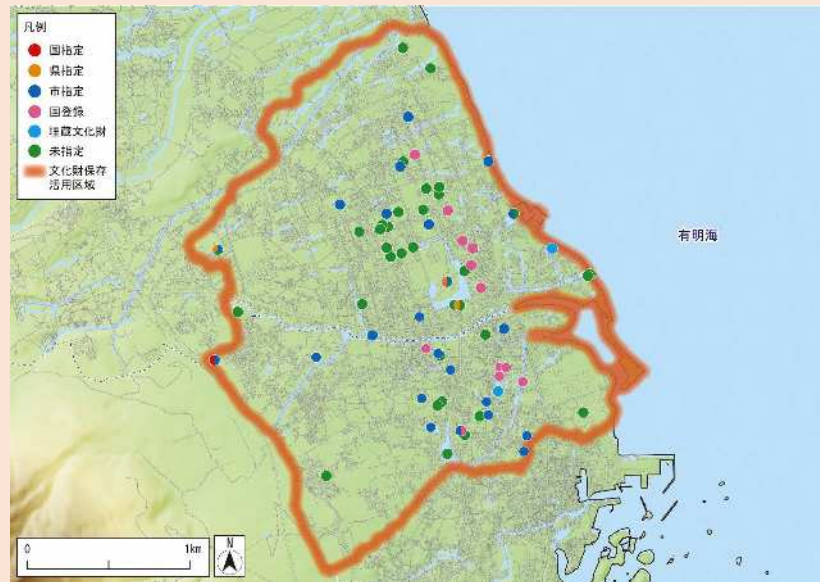 凡例
国指定
県指定
市指定
国登録
埋蔵文化財
未指定
文化財保存
活用区域
有明海
0 1km
N